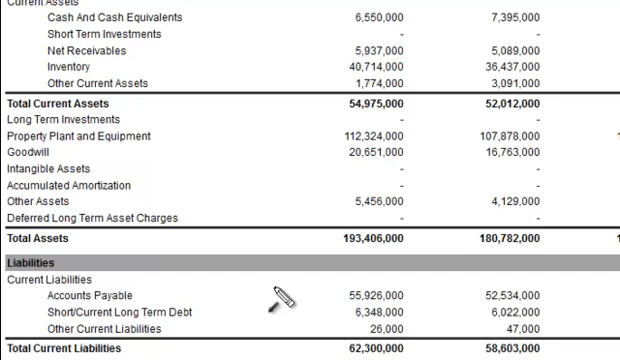 Current Assets
Cash And Cash Equivalents 6,550,000 7,395,000
Short Term Investments - -
Net Receivables 5,937,000 5,089,000
Inventory 40,714,000 36,437,000
Other Current Assets 1,774,000 3,091,000
Total Current Assets 54,975,000 52,012,000
Long Term Investments - -
Property Plant and Equipment 112,324,000 107,878,000 1
Goodwill 20,651,000 16,763,000
Intangible Assets - -
Accumulated Amortization - -
Other Assets 5,456,000 4,129,000
Deferred Long Term Asset Charges - -
Total Assets 193,406,000 180,782,000 1
Liabilities
Current Liabilities
Accounts Payable 55,926,000 52,534,000
Short/Current Long Term Debt 6,348,000 6,022,000
Other Current Liabilities 26,000 47,000
Total Current Liabilities 62,300,000 58,603,000